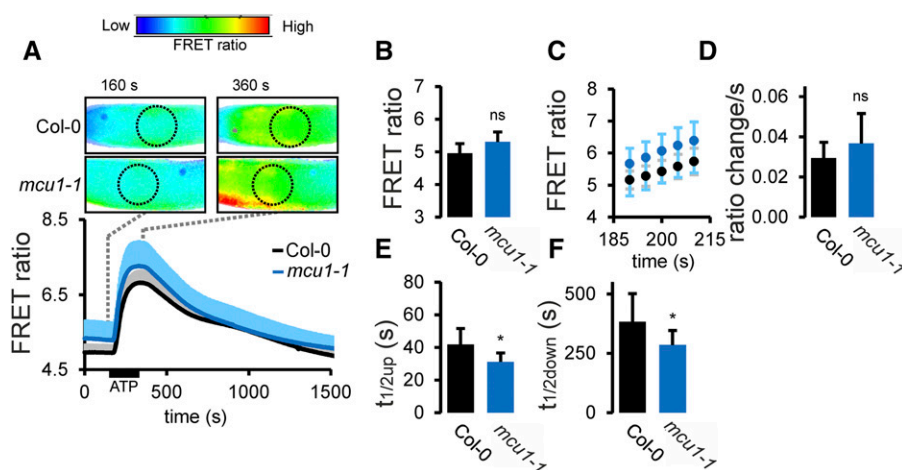 Low High
FRET ratio
A
160 s 360 s
Col-0
mcu1-1
8.5
6.5
4.5
FRET ratio
Col-0
mcu1-1
ATP
0 500 1000 1500
time (s)
B
FRET ratio
7
6
5
4
3
ns
Col-0
mcu1-1
C
FRET ratio
8
7
6
5
4
185 200 215
time (s)
D
ratio change/s
0.06
0.04
0.02
0.00
ns
Col-0
mcu1-1
E
t1/2up (s)
60
40
20
0
*
Col-0
mcu1-1
F
t1/2down (s)
500
250
0
*
Col-0
mcu1-1